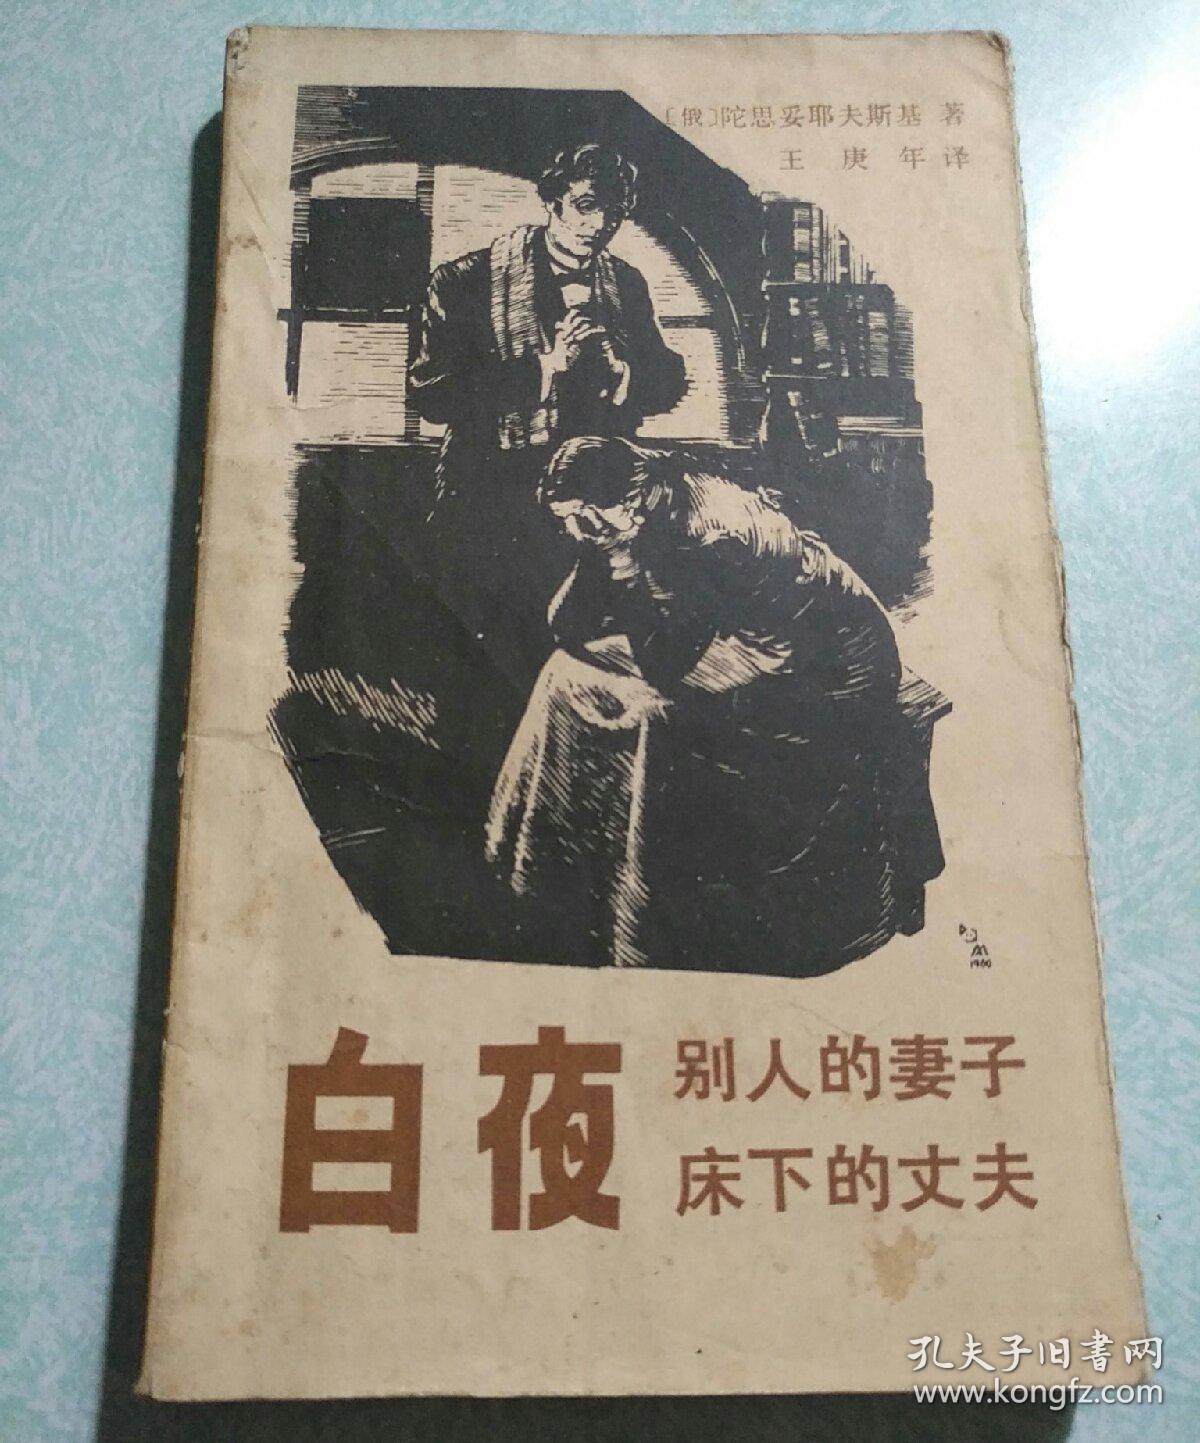 〔俄〕陀思妥耶夫斯基 著
王庚年译
1960
白夜
别人的妻子
床下的丈夫
孔夫子旧书网
www.kongfz.com